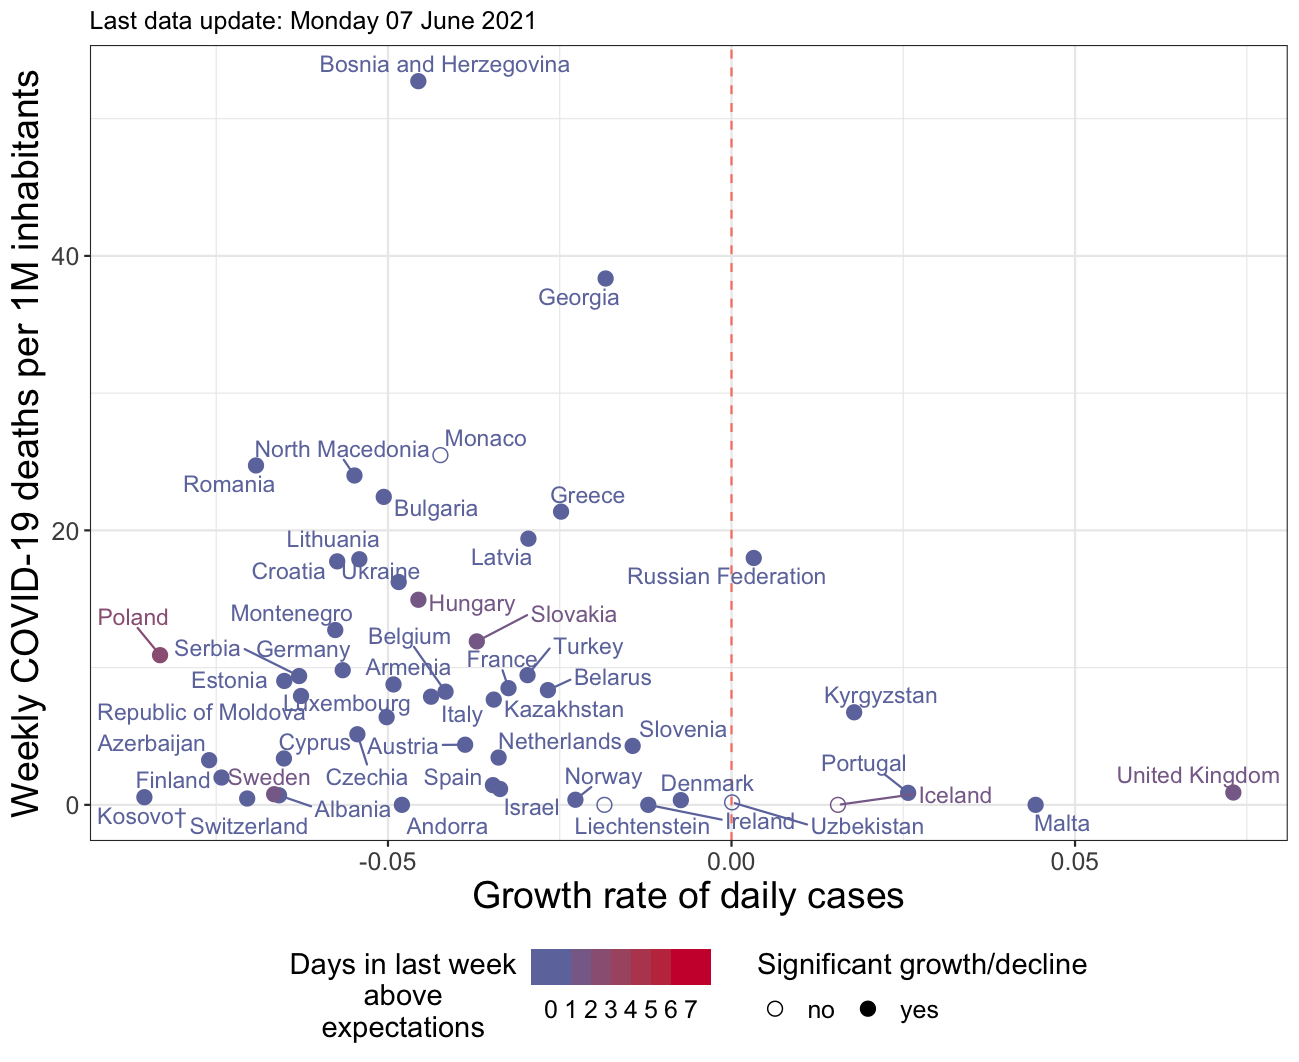 Last data update: Monday 07 June 2021
Weekly COVID-19 deaths per 1M inhabitants
Bosnia and Herzegovina
40
Georgia
Monaco
North Macedonia
Romania
Greece
Bulgaria
20
Lithuania
Latvia
Croatia
Ukraine
Russian Federation
Hungary
Poland
Montenegro
Slovakia
Belgium
Serbia
Germany
Turkey
France
Armenia
Estonia
Belarus
Kyrgyzstan
Luxembourg
Republic of Moldova
Italy
Kazakhstan
Slovenia
Azerbaijan
Cyprus
Austria
Netherlands
Portugal
Finland
Sweden
Czechia
Spain
Norway
Denmark
United Kingdom
Iceland
0
Kosovo†
Albania
Israel
Switzerland
Andorra
Liechtenstein
Ireland
Uzbekistan
Malta
-0.05
0.00
0.05
Growth rate of daily cases
Days in last week
above
expectations
0 1 2 3 4 5 6 7
Significant growth/decline
no
yes